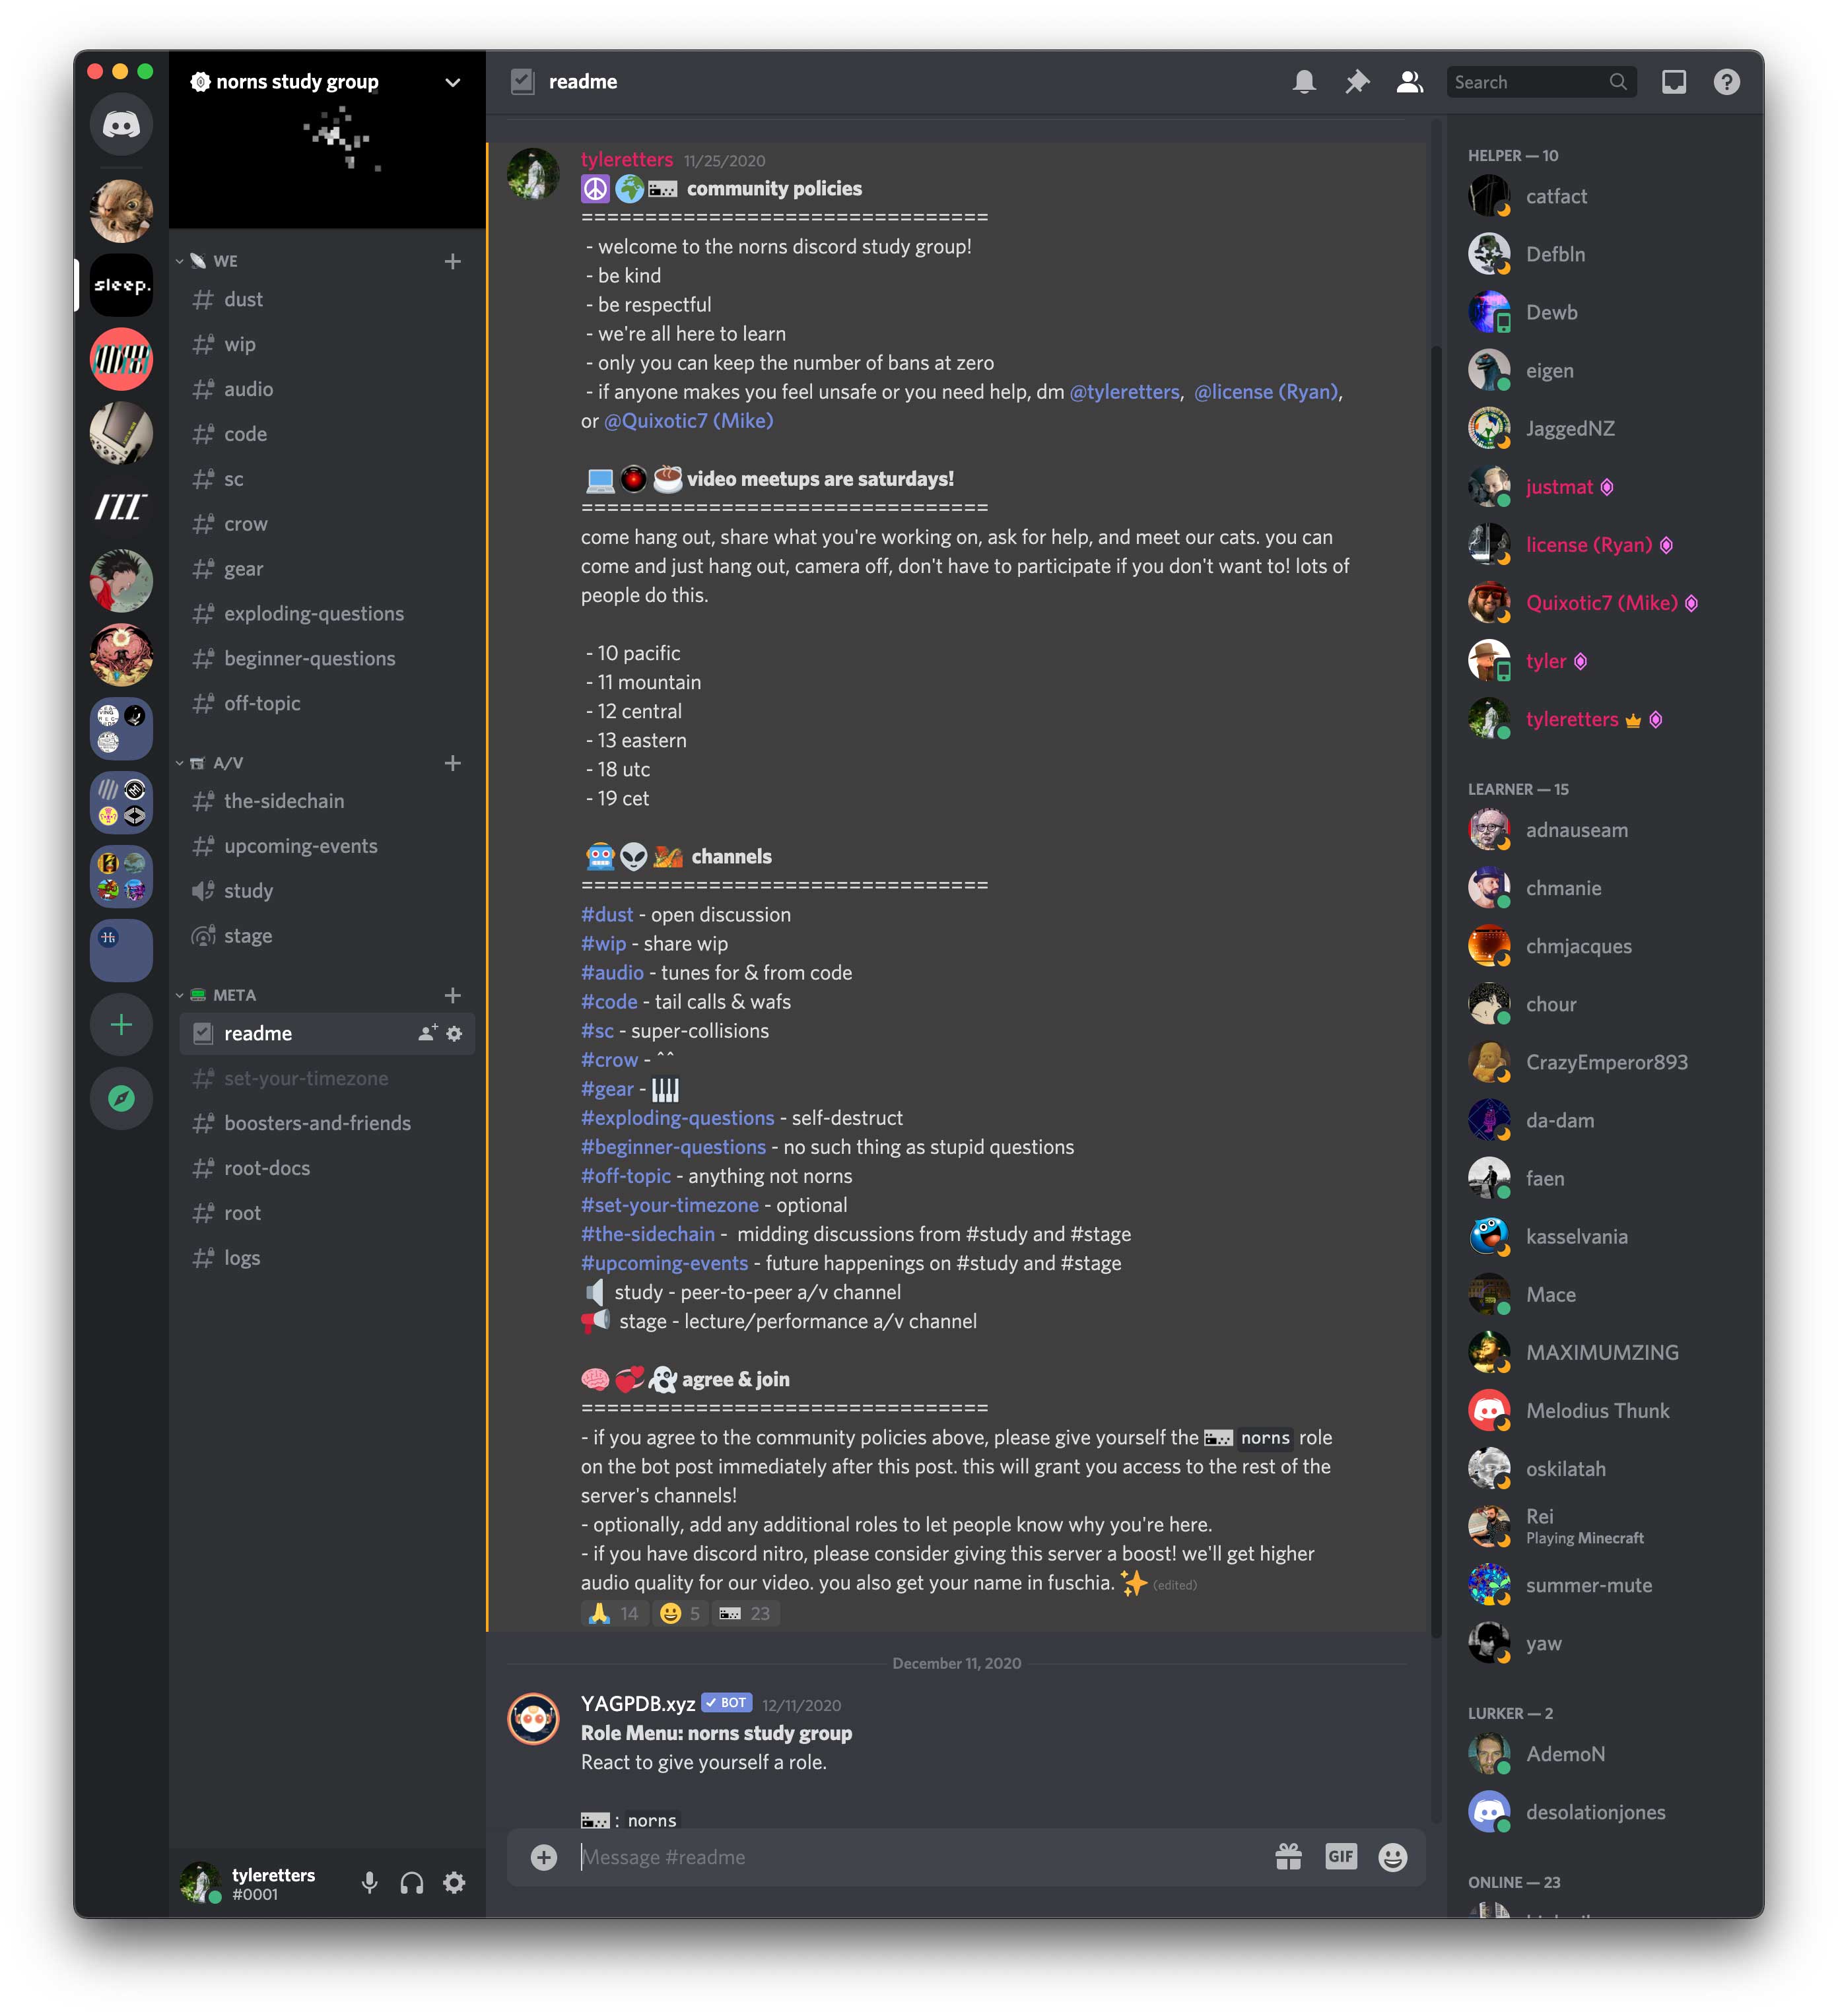 norns study group
sleep.
WE
dust
wip
audio
code
sc
crow
gear
exploding-questions
beginner-questions
off-topic
A/V
the-sidechain
upcoming-events
study
stage
META
readme
set-your-timezone
boosters-and-friends
root-docs
root
logs
tyleretters
#0001
readme
Search
tyleretters 11/25/2020
community policies
================================
- welcome to the norns discord study group!
- be kind
- be respectful
- we're all here to learn
- only you can keep the number of bans at zero
- if anyone makes you feel unsafe or you need help, dm @tyleretters, @license (Ryan),
or @Quixotic7 (Mike)
video meetups are saturdays!
================================
come hang out, share what you're working on, ask for help, and meet our cats. you can
come and just hang out, camera off, don't have to participate if you don't want to! lots of
people do this.
- 10 pacific
- 11 mountain
- 12 central
- 13 eastern
- 18 utc
- 19 cet
channels
================================
#dust - open discussion
#wip - share wip
#audio - tunes for & from code
#code - tail calls & wafs
#sc - super-collisions
#crow - ^^
#gear -
#exploding-questions - self-destruct
#beginner-questions - no such thing as stupid questions
#off-topic - anything not norns
#set-your-timezone - optional
#the-sidechain - midding discussions from #study and #stage
#upcoming-events - future happenings on #study and #stage
study - peer-to-peer a/v channel
stage - lecture/performance a/v channel
agree & join
================================
- if you agree to the community policies above, please give yourself the norns role
on the bot post immediately after this post. this will grant you access to the rest of the
server's channels!
- optionally, add any additional roles to let people know why you're here.
- if you have discord nitro, please consider giving this server a boost! we'll get higher
audio quality for our video. you also get your name in fuschia. (edited)
14 5 23
December 11, 2020
YAGPDB.xyz BOT 12/11/2020
Role Menu: norns study group
React to give yourself a role.
: norns
Message #readme
GIF
HELPER — 10
catfact
Defbln
Dewb
eigen
JaggedNZ
justmat
license (Ryan)
Quixotic7 (Mike)
tyler
tyleretters
LEARNER — 15
adnauseam
chmanie
chmjacques
chour
CrazyEmperor893
da-dam
faen
kasselvania
Mace
MAXIMUMZING
Melodius Thunk
oskilatah
Rei
Playing Minecraft
summer-mute
yaw
LURKER — 2
AdemoN
desolationjones
ONLINE — 23